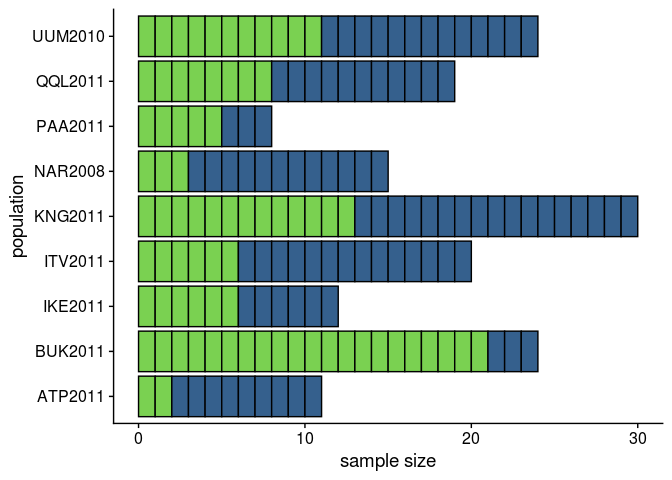 UUM2010
QQL2011
PAA2011
NAR2008
KNG2011
ITV2011
IKE2011
BUK2011
ATP2011
population
0 10 20 30
sample size